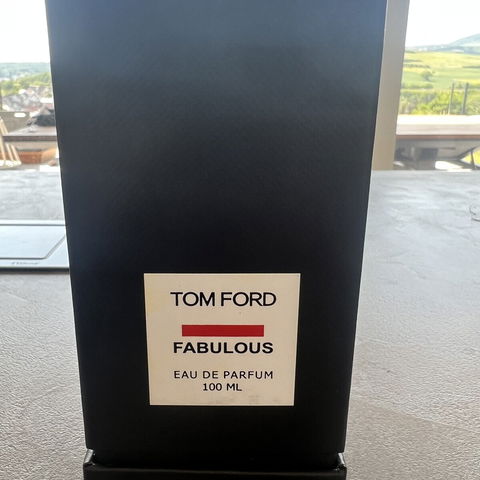 TOM FORD
FABULOUS
EAU DE PARFUM
100 ML